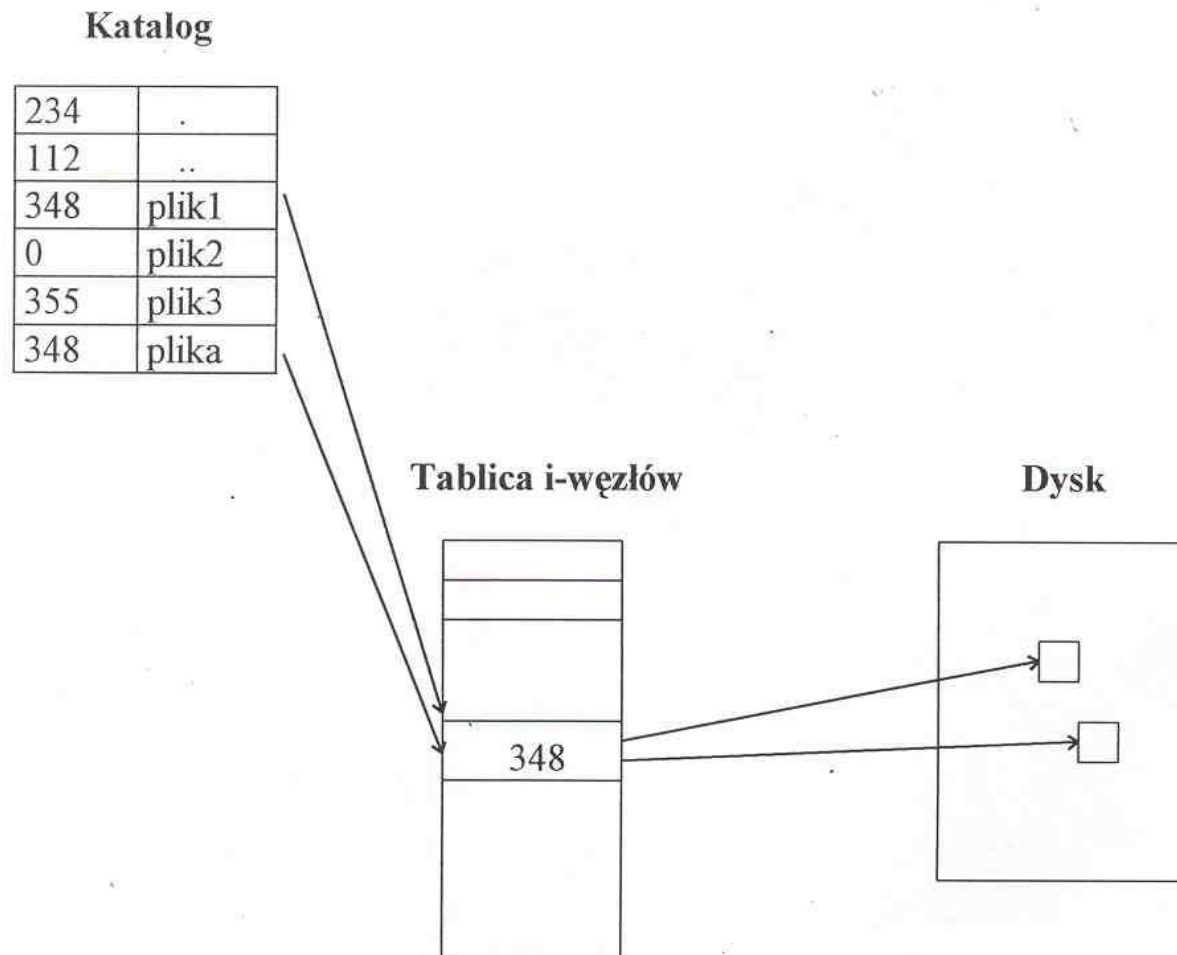 Katalog
234 .
112 ..
348 plik1
0 plik2
355 plik3
348 plika
Tablica i-węzłów
Dysk
348